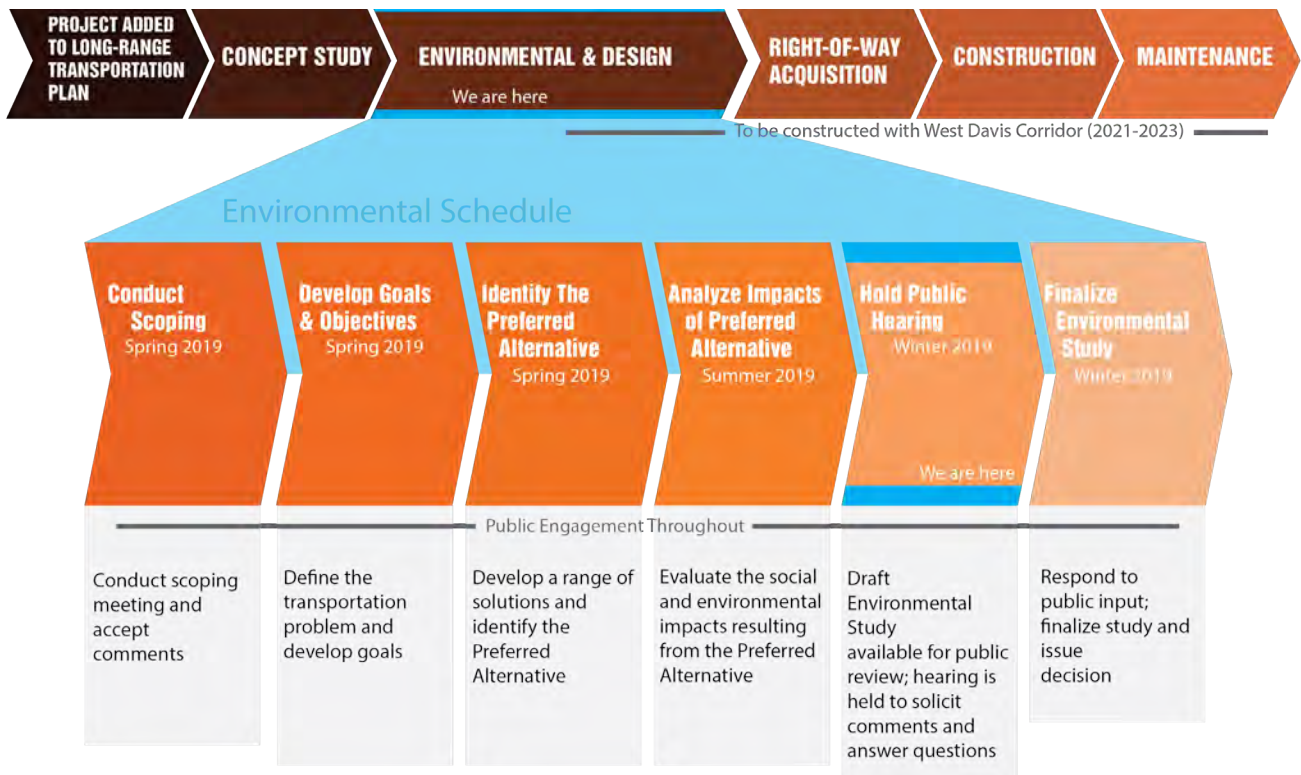 PROJECT ADDED
TO LONG-RANGE
TRANSPORTATION
PLAN
CONCEPT STUDY
ENVIRONMENTAL & DESIGN
We are here
RIGHT-OF-WAY
ACQUISITION
CONSTRUCTION
MAINTENANCE
To be constructed with West Davis Corridor (2021-2023)
Environmental Schedule
Conduct
Scoping
Spring 2019
Develop Goals
& Objectives
Spring 2019
Identify The
Preferred
Alternative
Spring 2019
Analyze Impacts
of Preferred
Alternative
Summer 2019
Hold Public
Hearing
Winter 2019
We are here
Finalize
Environmental
Study
Winter 2019
Public Engagement Throughout
Conduct scoping
meeting and
accept
comments
Define the
transportation
problem and
develop goals
Develop a range of
solutions and
identify the
Preferred
Alternative
Evaluate the social
and environmental
impacts resulting
from the Preferred
Alternative
Draft
Environmental
Study
available for public
review; hearing is
held to solicit
comments and
answer questions
Respond to
public input;
finalize study and
issue
decision